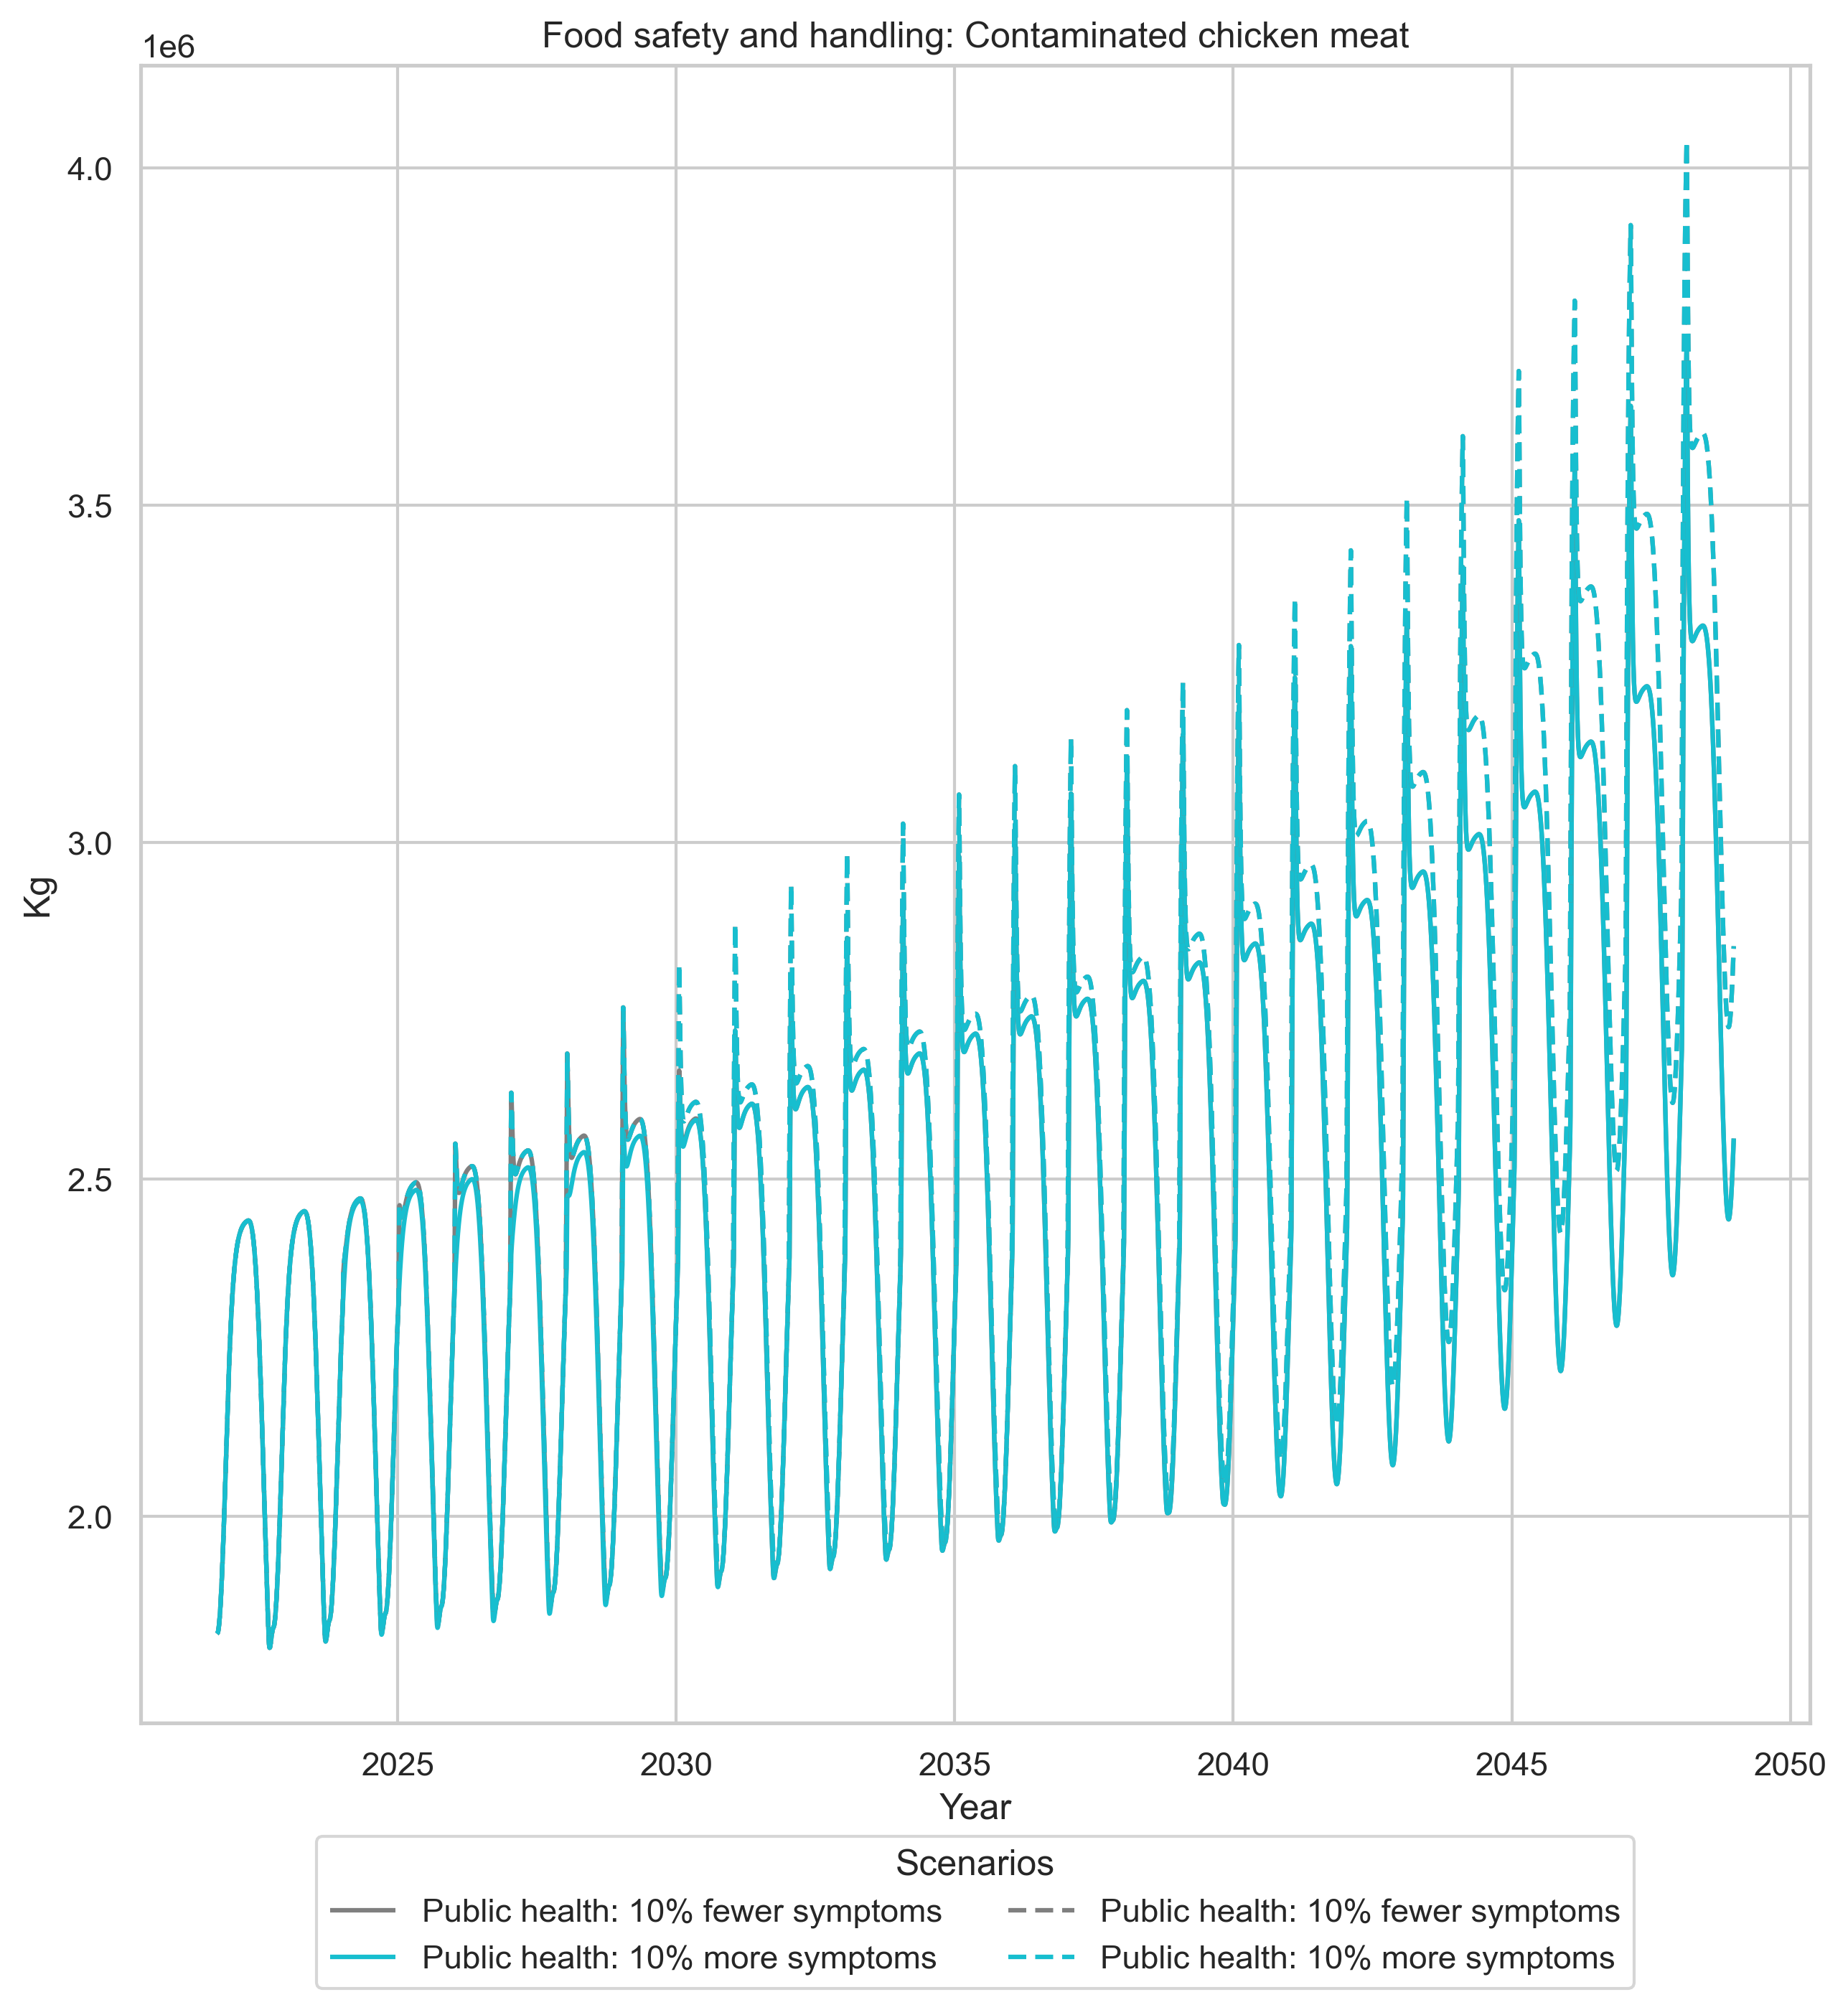 Food safety and handling: Contaminated chicken meat
1e6
4.0
3.5
3.0
2.5
2.0
Kg
2025 2030 2035 2040 2045 2050
Year
Scenarios
Public health: 10% fewer symptoms Public health: 10% fewer symptoms
Public health: 10% more symptoms Public health: 10% more symptoms